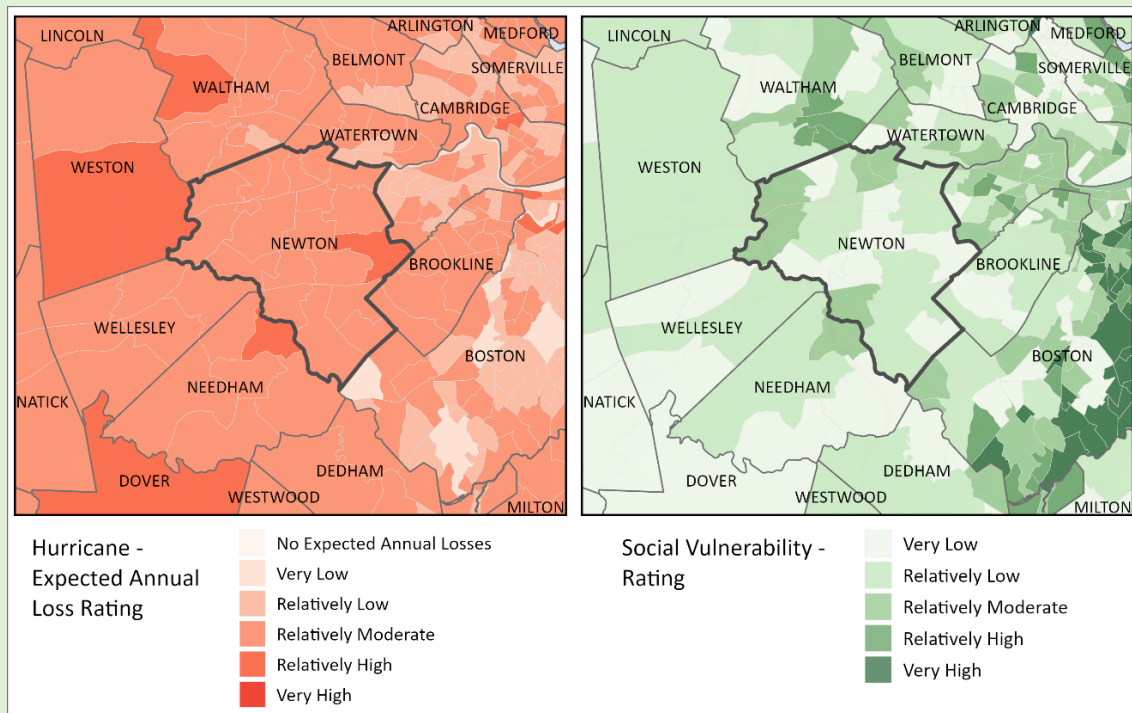 LINCOLN
ARLINGTON
MEDFORD
BELMONT
SOMERVILLE
WALTHAM
CAMBRIDGE
WATERTOWN
WESTON
NEWTON
BROOKLINE
WELLESLEY
BOSTON
NEEDHAM
NATICK
DOVER
DEDHAM
WESTWOOD
MILTON
LINCOLN
ARLINGTON
MEDFORD
BELMONT
SOMERVILLE
WALTHAM
CAMBRIDGE
WATERTOWN
WESTON
NEWTON
BROOKLINE
WELLESLEY
BOSTON
NEEDHAM
NATICK
DOVER
DEDHAM
WESTWOOD
MILTON
Hurricane -
Expected Annual
Loss Rating
No Expected Annual Losses
Very Low
Relatively Low
Relatively Moderate
Relatively High
Very High
Social Vulnerability -
Rating
Very Low
Relatively Low
Relatively Moderate
Relatively High
Very High